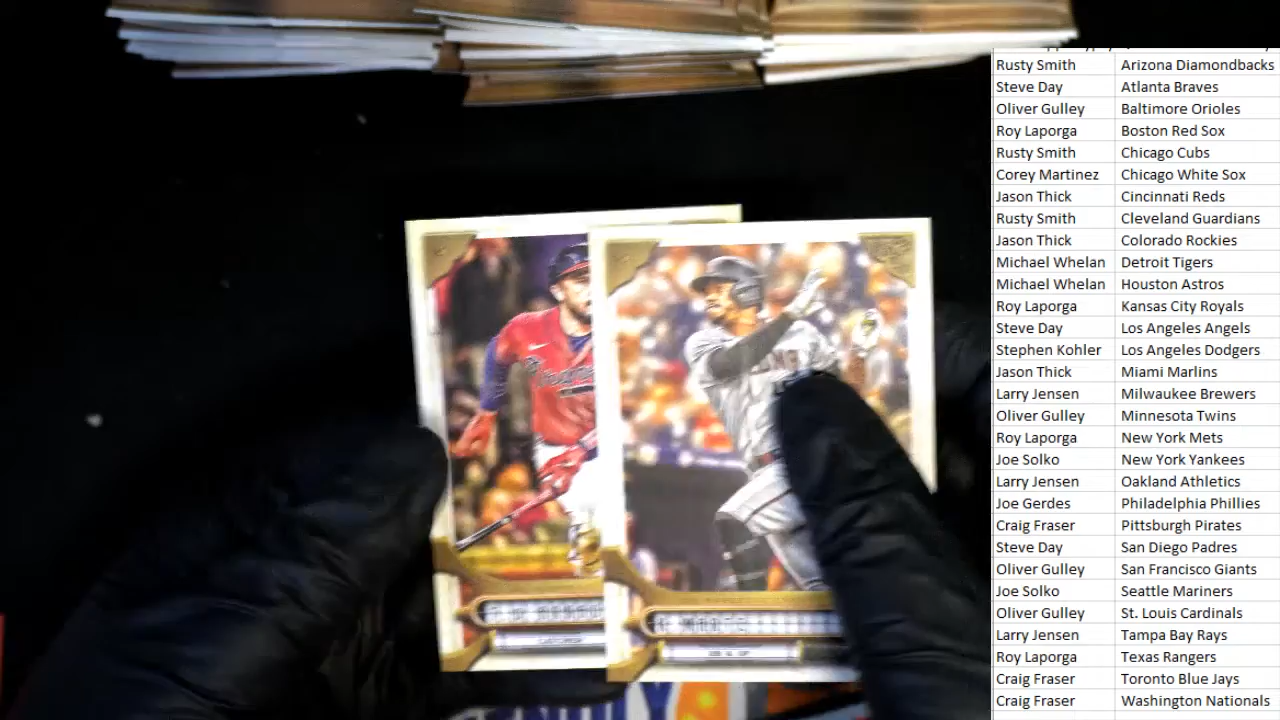 Rusty Smith Arizona Diamondbacks
Steve Day Atlanta Braves
Oliver Gulley Baltimore Orioles
Roy Laporga Boston Red Sox
Rusty Smith Chicago Cubs
Corey Martinez Chicago White Sox
Jason Thick Cincinnati Reds
Rusty Smith Cleveland Guardians
Jason Thick Colorado Rockies
Michael Whelan Detroit Tigers
Michael Whelan Houston Astros
Roy Laporga Kansas City Royals
Steve Day Los Angeles Angels
Stephen Kohler Los Angeles Dodgers
Jason Thick Miami Marlins
Larry Jensen Milwaukee Brewers
Oliver Gulley Minnesota Twins
Roy Laporga New York Mets
Joe Solko New York Yankees
Larry Jensen Oakland Athletics
Joe Gerdes Philadelphia Phillies
Craig Fraser Pittsburgh Pirates
Steve Day San Diego Padres
Oliver Gulley San Francisco Giants
Joe Solko Seattle Mariners
Oliver Gulley St. Louis Cardinals
Larry Jensen Tampa Bay Rays
Roy Laporga Texas Rangers
Craig Fraser Toronto Blue Jays
Craig Fraser Washington Nationals